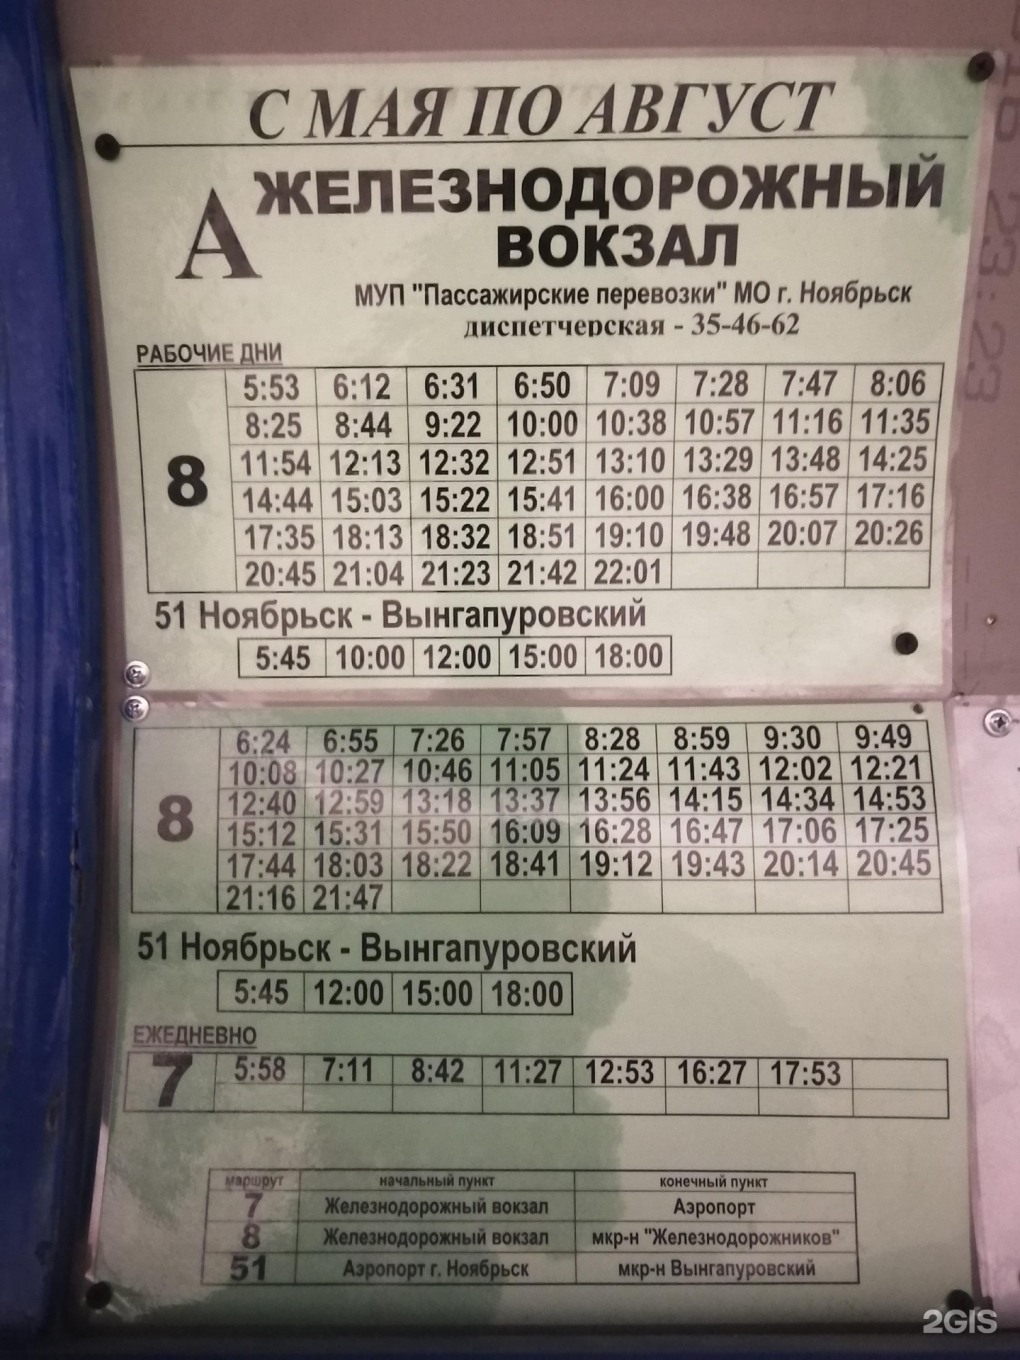 С МАЯ ПО АВГУСТ
А ЖЕЛЕЗНОДОРОЖНЫЙ
ВОКЗАЛ
МУП "Пассажирские перевозки" МО г. Ноябрьск
диспетчерская - 35-46-62
РАБОЧИЕ ДНИ
5:53 6:12 6:31 6:50 7:09 7:28 7:47 8:06
8:25 8:44 9:22 10:00 10:38 10:57 11:16 11:35
8 11:54 12:13 12:32 12:51 13:10 13:29 13:48 14:25
14:44 15:03 15:22 15:41 16:00 16:38 16:57 17:16
17:35 18:13 18:32 18:51 19:10 19:48 20:07 20:26
20:45 21:04 21:23 21:42 22:01
51 Ноябрьск - Вынгапуровский
5:45 10:00 12:00 15:00 18:00
6:24 6:55 7:26 7:57 8:28 8:59 9:30 9:49
10:08 10:27 10:46 11:05 11:24 11:43 12:02 12:21
8 12:40 12:59 13:18 13:37 13:56 14:15 14:34 14:53
15:12 15:31 15:50 16:09 16:28 16:47 17:06 17:25
17:44 18:03 18:22 18:41 19:12 19:43 20:14 20:45
21:16 21:47
51 Ноябрьск - Вынгапуровский
5:45 12:00 15:00 18:00
ЕЖЕДНЕВНО
7 5:58 7:11 8:42 11:27 12:53 16:27 17:53
маршрут начальный пункт конечный пункт
7 Железнодорожный вокзал Аэропорт
8 Железнодорожный вокзал мкр-н "Железнодорожников"
51 Аэропорт г. Ноябрьск мкр-н Вынгапуровский
2GIS